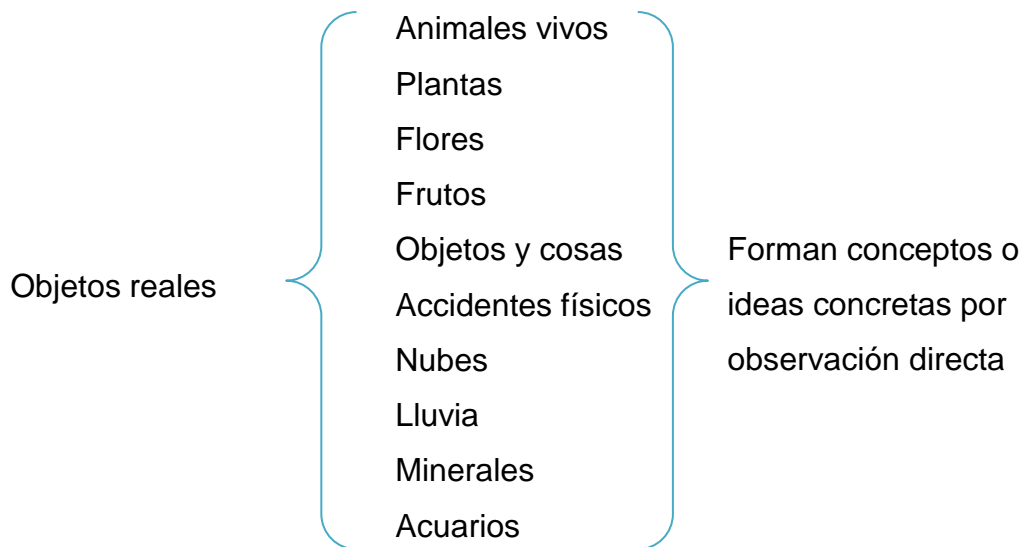 Objetos reales
Animales vivos
Plantas
Flores
Frutos
Objetos y cosas
Accidentes físicos
Nubes
Lluvia
Minerales
Acuarios
Forman conceptos o
ideas concretas por
observación directa